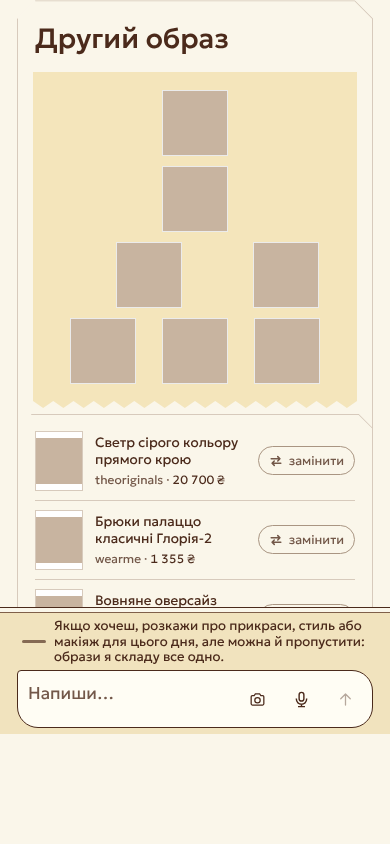 Другий образ
Светр сірого кольору
прямого крою
theoriginals · 20 700 ₴
замінити
Брюки палаццо
класичні Глорія-2
wearme · 1 355 ₴
замінити
Вовняне оверсайз
Якщо хочеш, розкажи про прикраси, стиль або
макіяж для цього дня, але можна й пропустити:
образи я складу все одно.
Напиши...